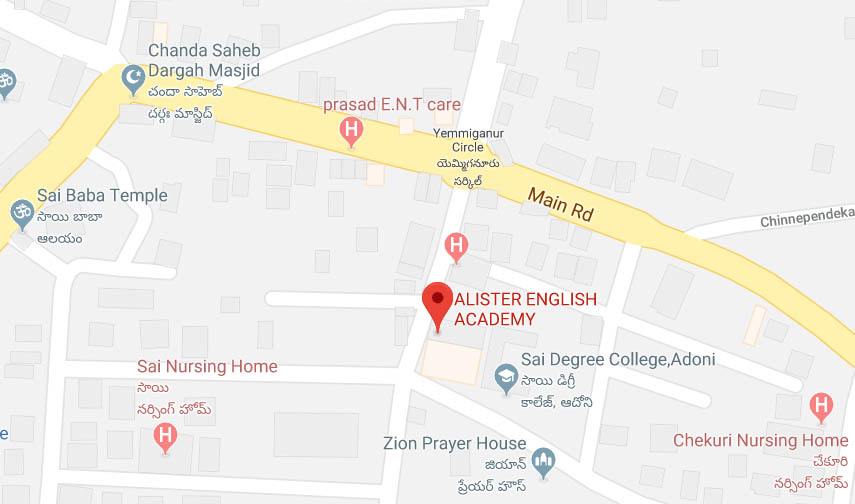 Chanda Saheb
Dargah Masjid
చందా సాహెబ్
దర్గః మాస్జిద్
prasad E.N.T care
Yemmiganur
Circle
యెమ్మిగనూరు
సర్కిల్
Main Rd
Chinnependeka
Sai Baba Temple
సాయి బాబా
ఆలయం
ALISTER ENGLISH
ACADEMY
Sai Degree College,Adoni
సాయి డిగ్రీ
కాలేజ్, ఆదోని
Sai Nursing Home
సాయి
నర్సింగ్ హోమ్
Zion Prayer House
జియాన్
ప్రేయర్ హౌస్
Chekuri Nursing Home
చేకూరి
నర్సింగ్ హోమ్
e